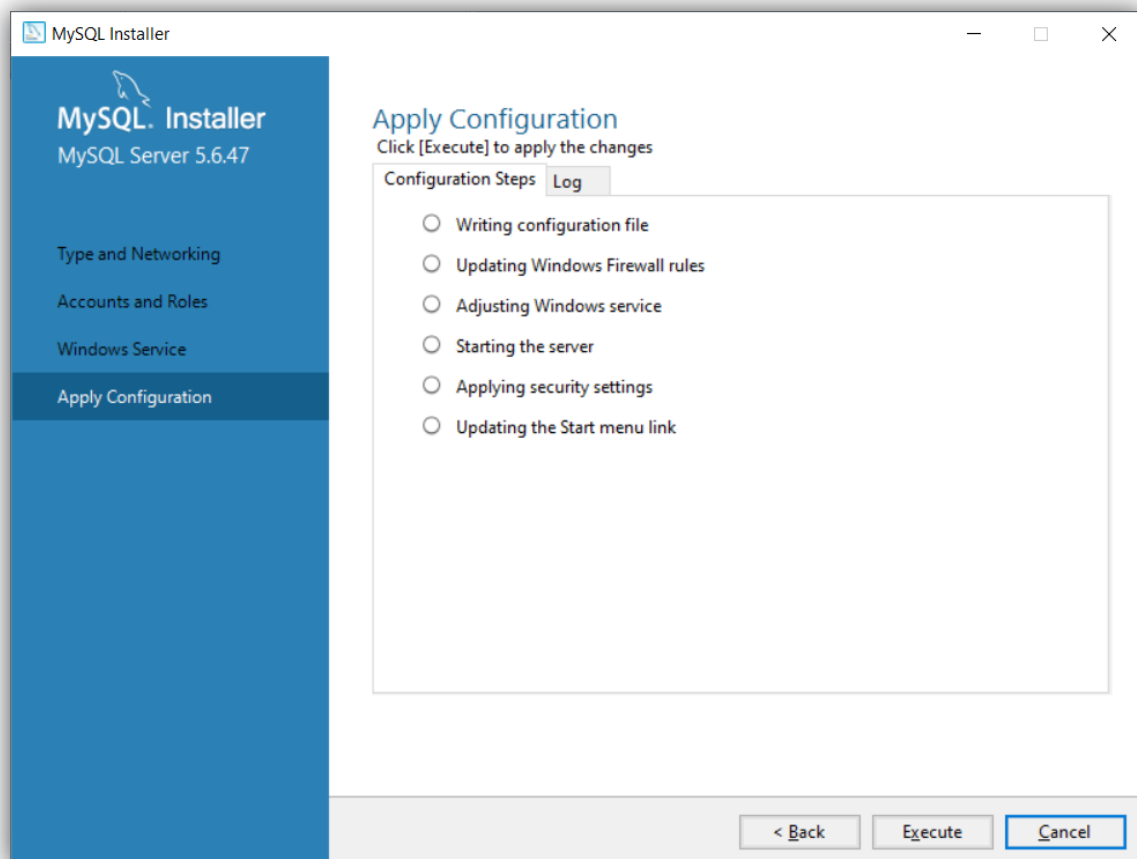 MySQL Installer
MySQL. Installer
MySQL Server 5.6.47
Type and Networking
Accounts and Roles
Windows Service
Apply Configuration
Apply Configuration
Click [Execute] to apply the changes
Configuration Steps
Log
Writing configuration file
Updating Windows Firewall rules
Adjusting Windows service
Starting the server
Applying security settings
Updating the Start menu link
< Back
Execute
Cancel